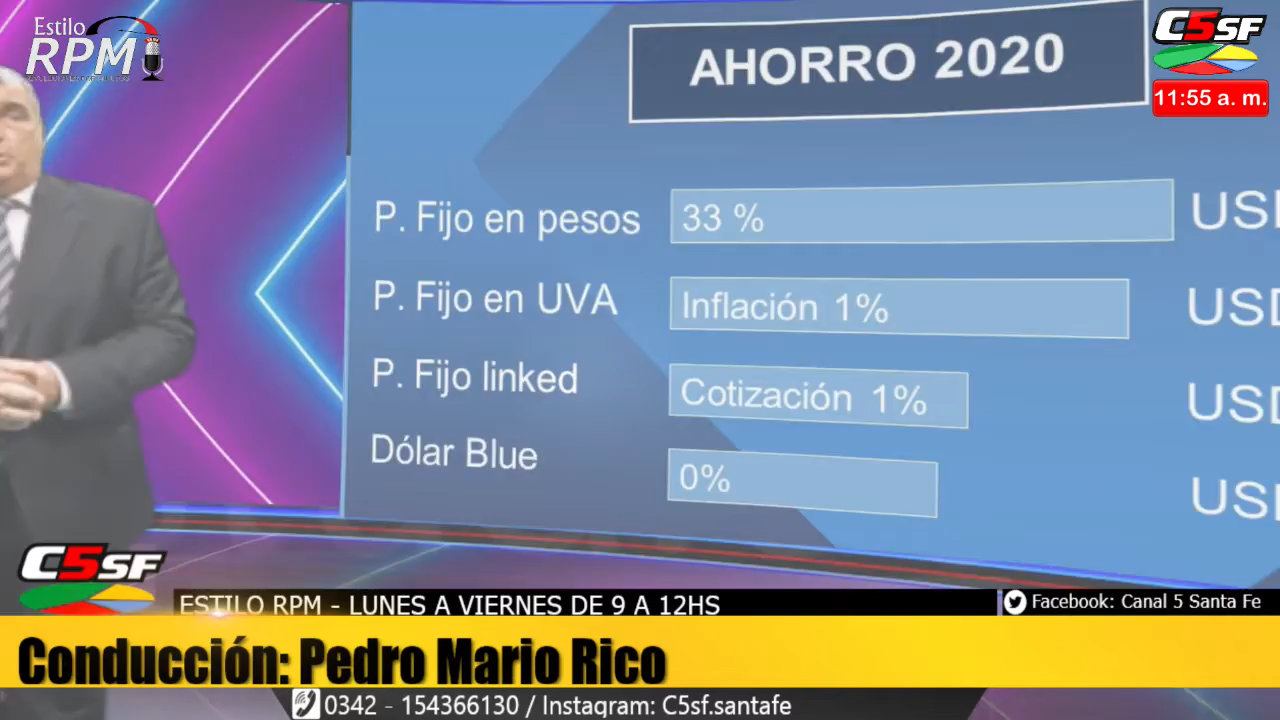 Estilo
RPM
C5SF
11:55 a. m.
AHORRO 2020
P. Fijo en pesos
33 %
P. Fijo en UVA
Inflación 1%
P. Fijo linked
Cotización 1%
Dólar Blue
0%
C5SF
ESTILO RPM - LUNES A VIERNES DE 9 A 12HS
Facebook: Canal 5 Santa Fe
Conducción: Pedro Mario Rico
0342 - 154366130 / Instagram: C5sf.santafe